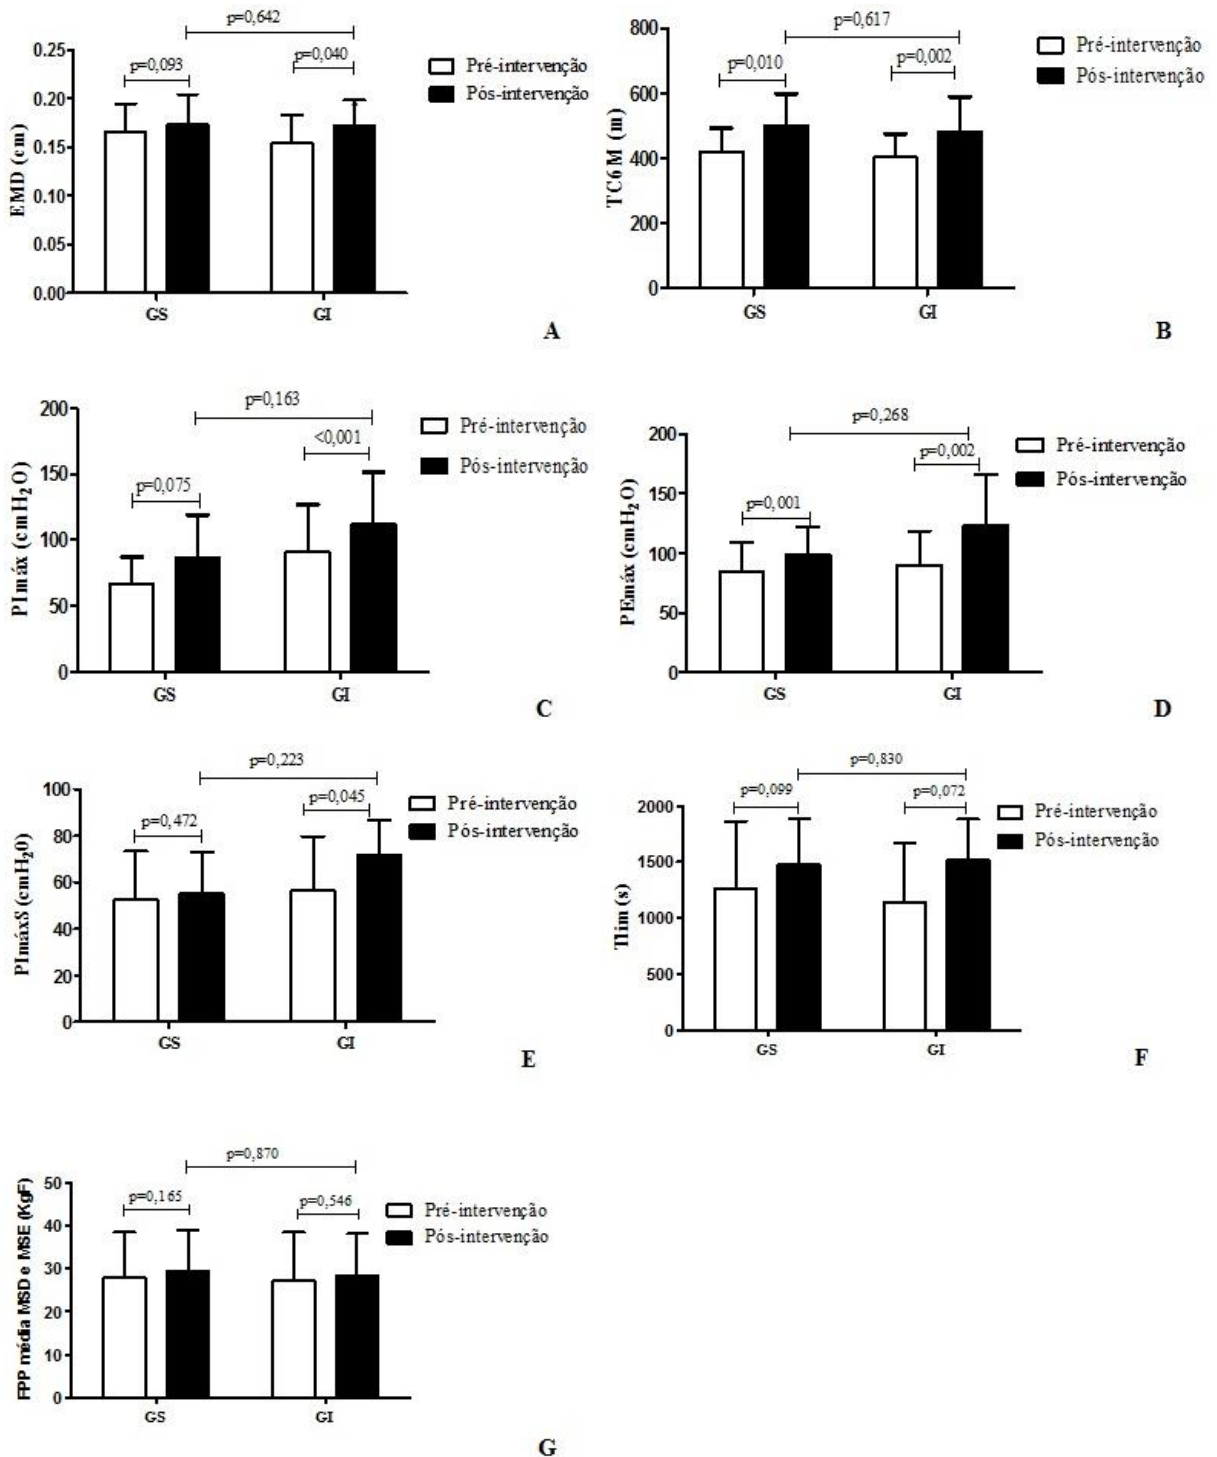 p=0,642
p=0,093
p=0,040
Pré-intervenção
Pós-intervenção
EMD (cm)
0.25
0.20
0.15
0.10
0.05
0.00
GS
GI
A
p=0,617
p=0,010
p=0,002
Pré-intervenção
Pós-intervenção
TC6M (m)
800
600
400
200
0
GS
GI
B
p=0,163
<0,001
p=0,075
Pré-intervenção
Pós-intervenção
PImáx (cmH₂O)
200
150
100
50
0
GS
GI
C
p=0,268
p=0,002
p=0,001
Pré-intervenção
Pós-intervenção
PEmáx (cmH₂O)
200
150
100
50
0
GS
GI
D
p=0,223
p=0,045
p=0,472
Pré-intervenção
Pós-intervenção
PImáxS (cmH₂0)
100
80
60
40
20
0
GS
GI
E
p=0,830
p=0,099
p=0,072
Pré-intervenção
Pós-intervenção
Tlim (s)
2000
1500
1000
500
0
GS
GI
F
p=0,870
p=0,165
p=0,546
Pré-intervenção
Pós-intervenção
FPP média MSD e MSE (KgF)
50
40
30
20
10
0
GS
GI
G